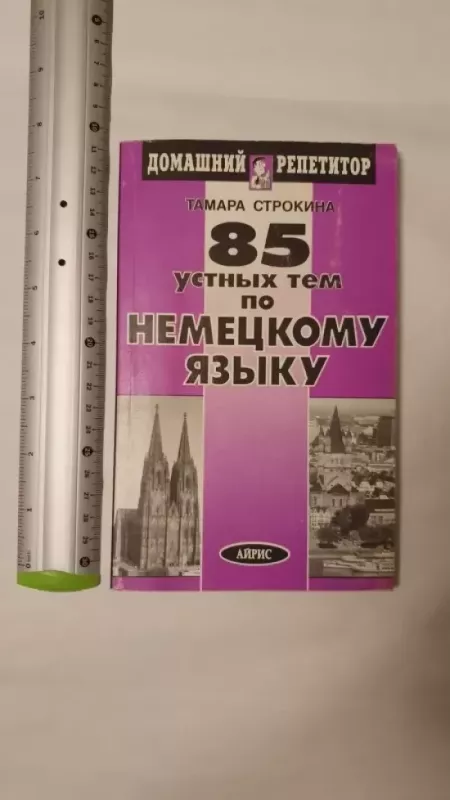 ДОМАШНИЙ РЕПЕТИТОР
ТАМАРА СТРОКИНА
85
устных тем
по
НЕМЕЦКОМУ
ЯЗЫКУ
АЙРИС